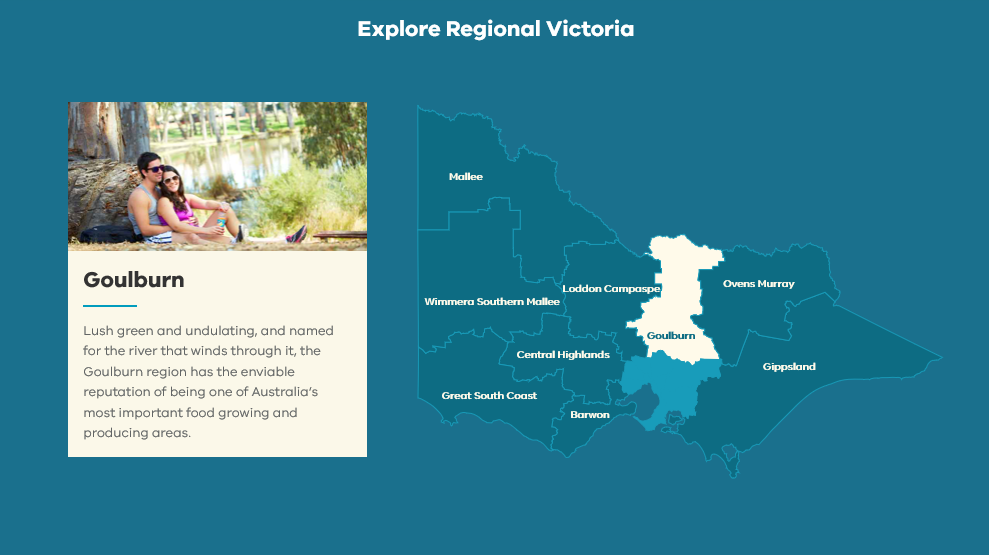 Explore Regional Victoria
Goulburn
Lush green and undulating, and named
for the river that winds through it, the
Goulburn region has the enviable
reputation of being one of Australia’s
most important food growing and
producing areas.
Mallee
Wimmera Southern Mallee
Loddon Campaspe
Ovens Murray
Goulburn
Central Highlands
Gippsland
Great South Coast
Barwon